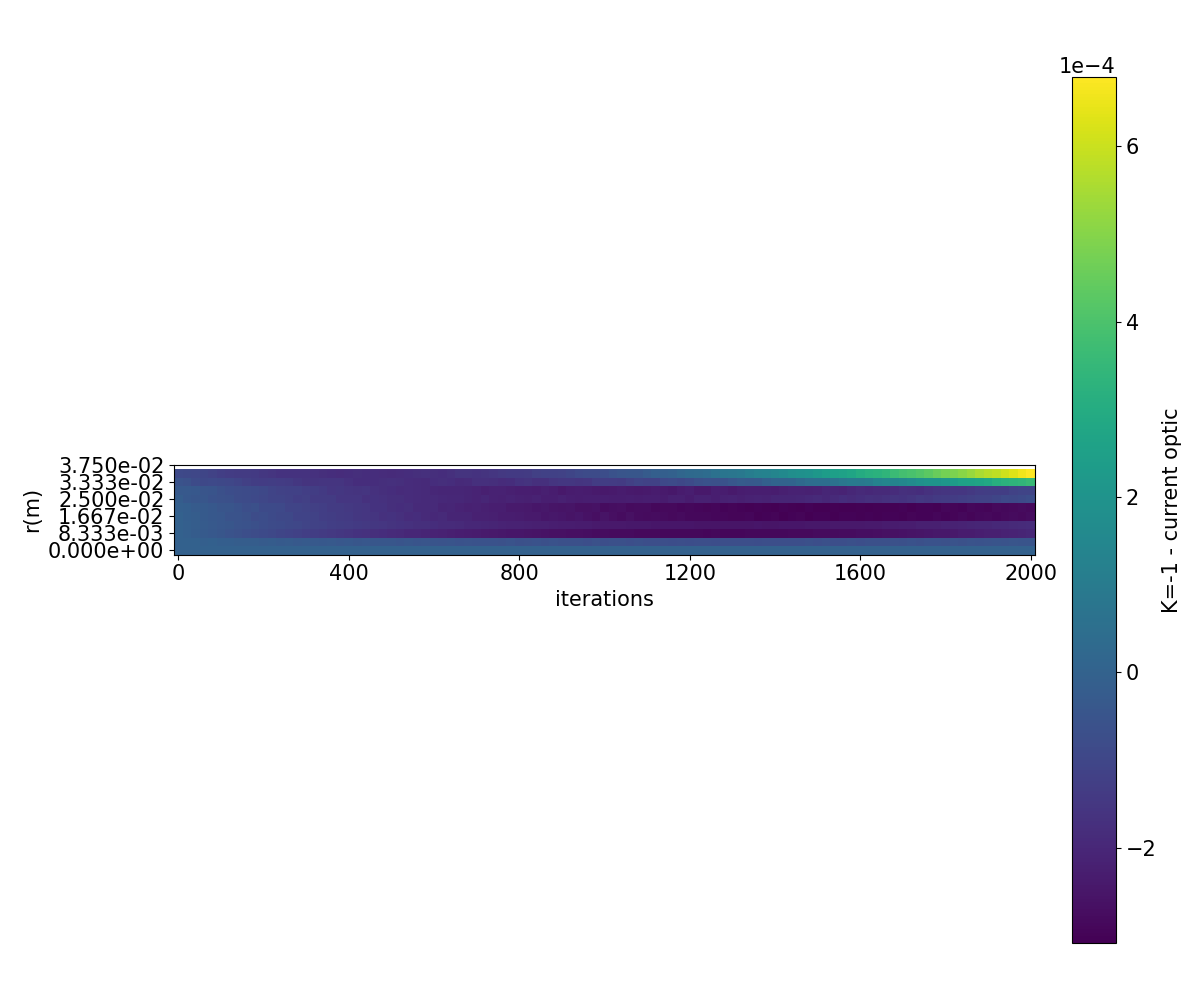 1e−4
6
4
2
0
−2
K=-1 - current optic
3.750e-02
3.333e-02
2.500e-02
1.667e-02
8.333e-03
0.000e+00
r(m)
0 400 800 1200 1600 2000
iterations